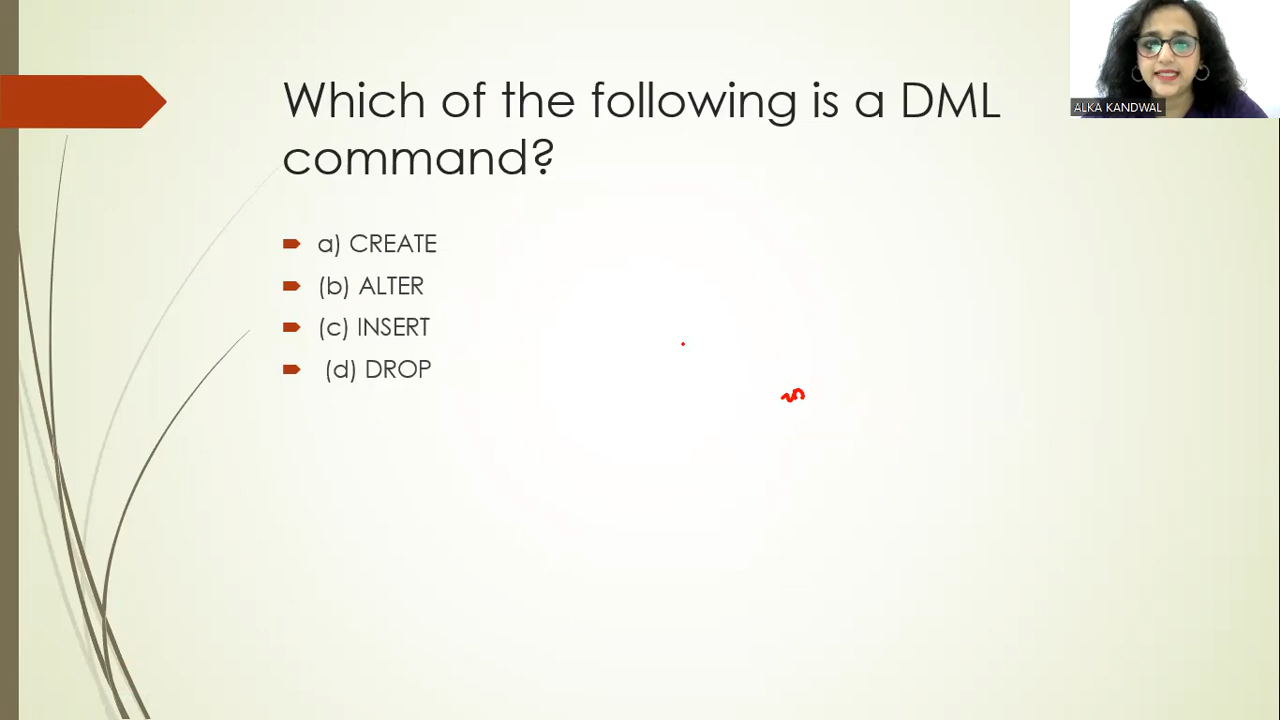 Which of the following is a DML
command?
a) CREATE
(b) ALTER
(c) INSERT
(d) DROP
ALKA KANDWAL